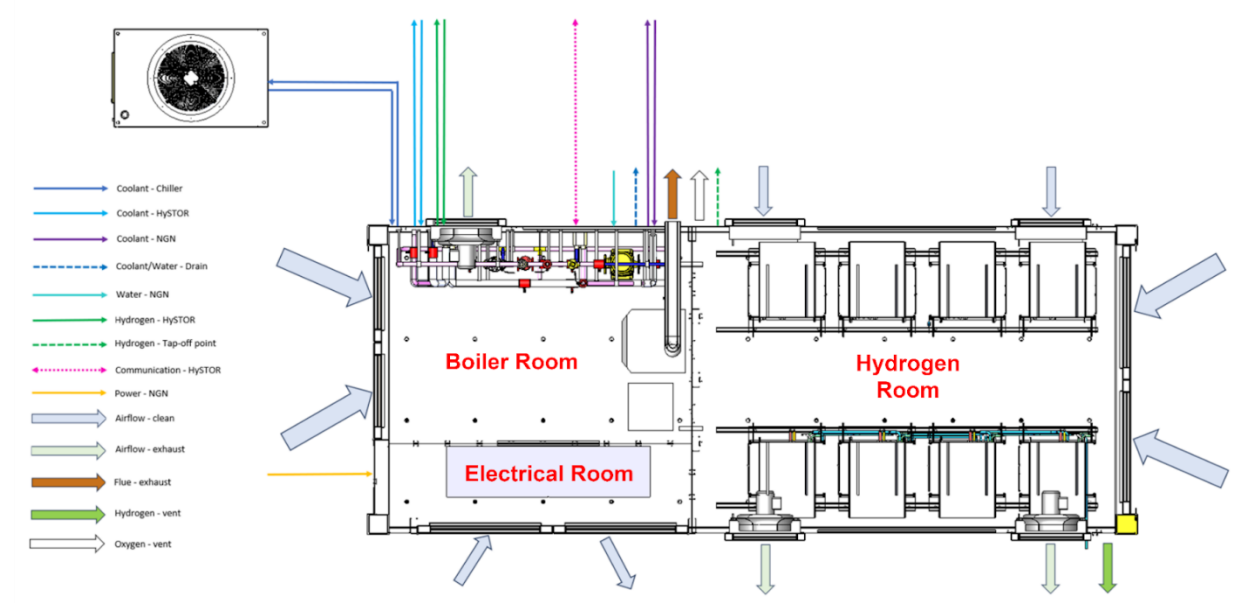 Coolant - Chiller
Coolant - HySTOR
Coolant - NGN
Coolant/Water - Drain
Water - NGN
Hydrogen - HySTOR
Hydrogen - Tap-off point
Communication - HySTOR
Power - NGN
Airflow - clean
Airflow - exhaust
Flue - exhaust
Hydrogen - vent
Oxygen - vent
Boiler Room
Hydrogen
Room
Electrical Room